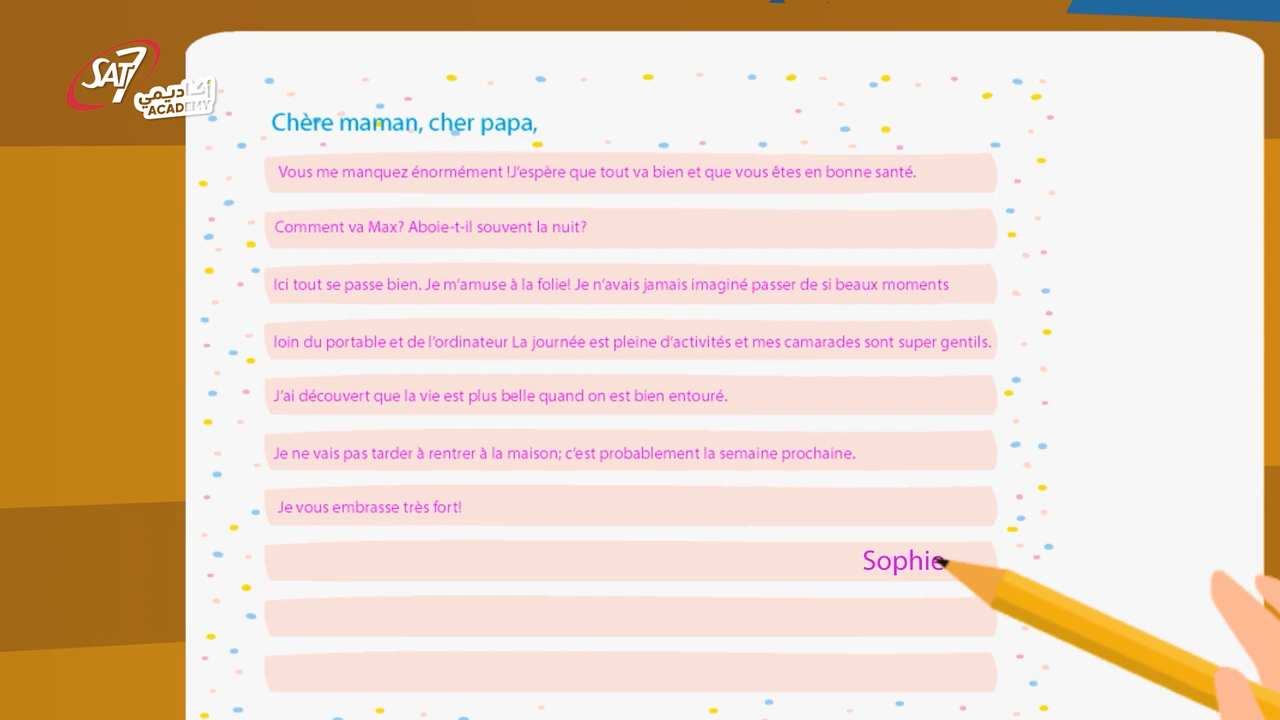 SAT7
أكاديمي
ACADEMY
Chère maman, cher papa,
Vous me manquez énormément !J'espère que tout va bien et que vous êtes en bonne santé.
Comment va Max? Aboie-t-il souvent la nuit?
Ici tout se passe bien. Je m'amuse à la folie! Je n'avais jamais imaginé passer de si beaux moments
loin du portable et de l'ordinateur La journée est pleine d'activités et mes camarades sont super gentils.
J'ai découvert que la vie est plus belle quand on est bien entouré.
Je ne vais pas tarder à rentrer à la maison; c'est probablement la semaine prochaine.
Je vous embrasse très fort!
Sophie